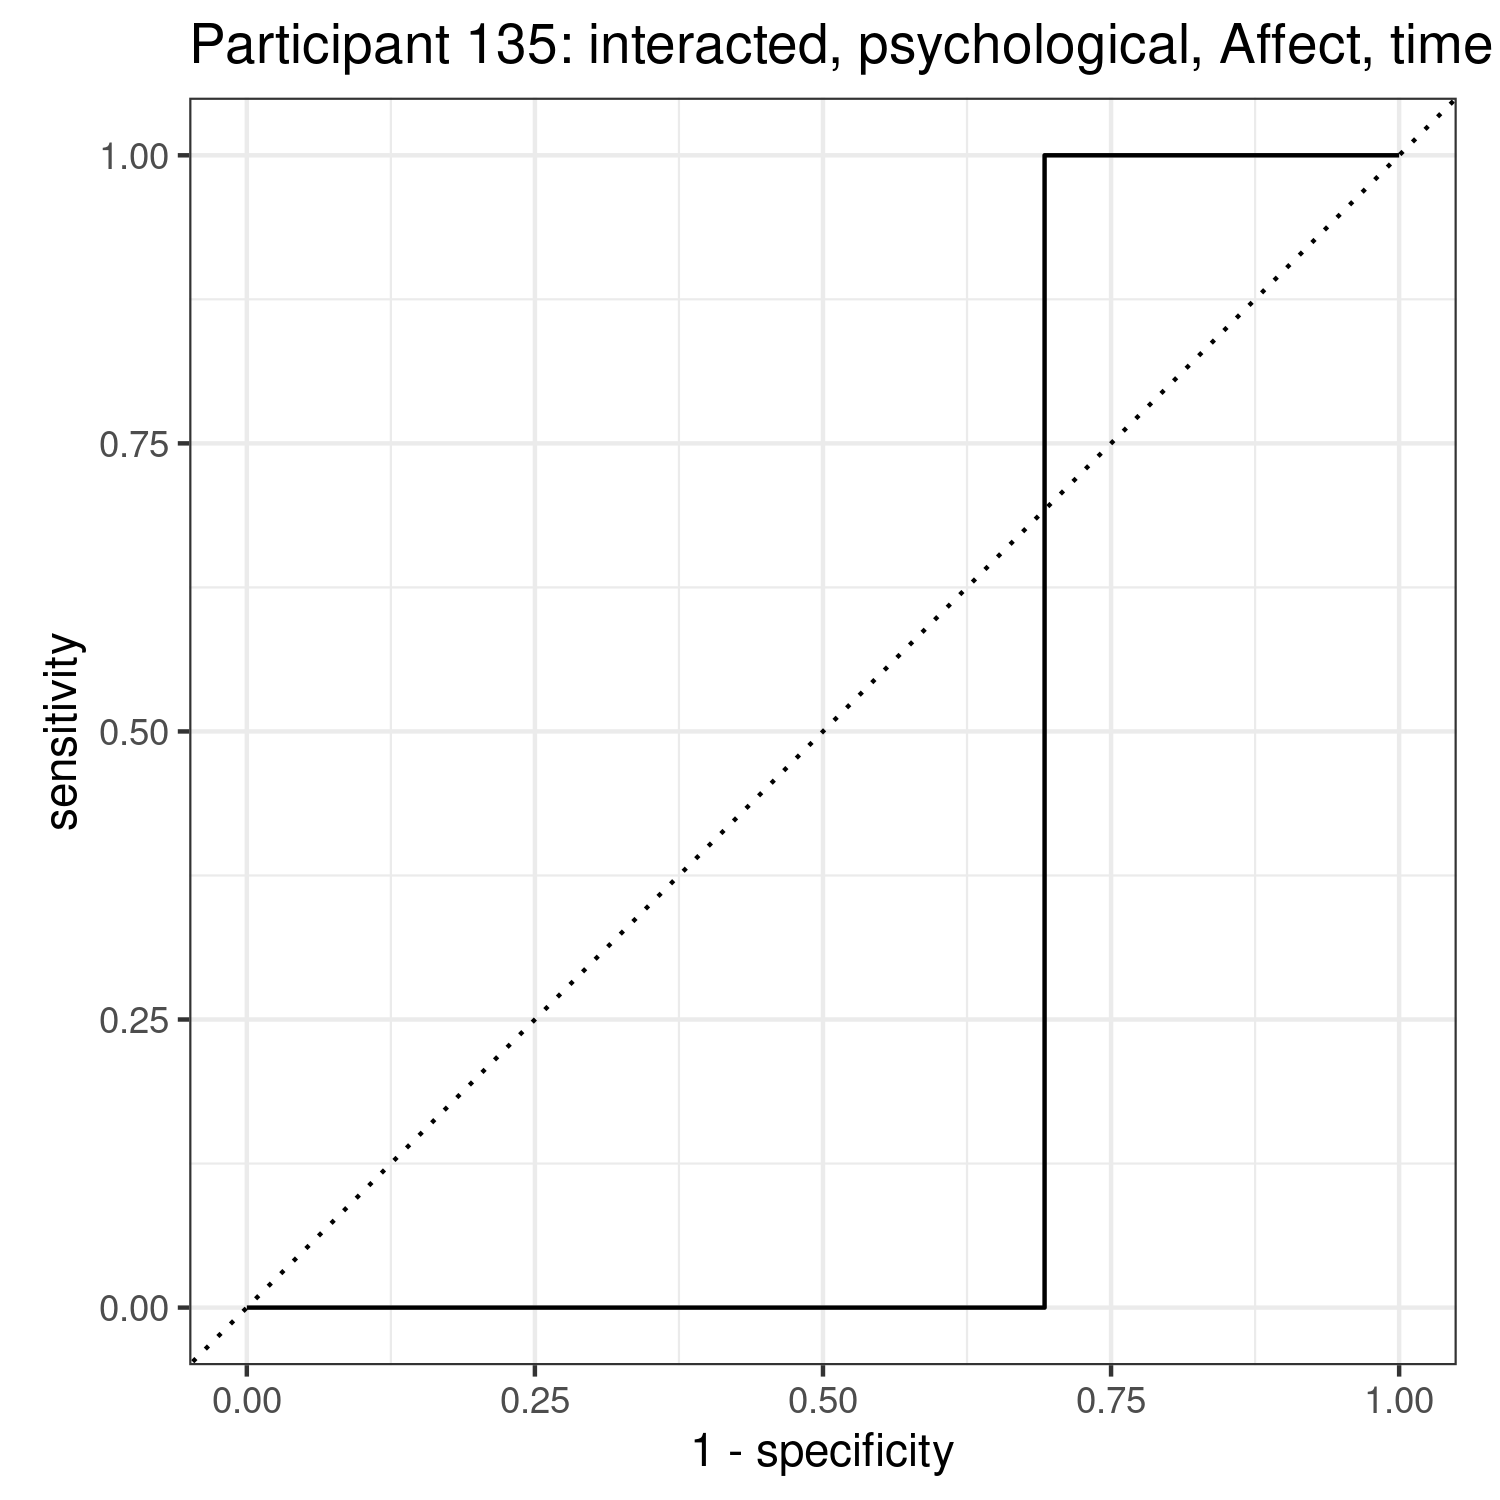 Participant 135: interacted, psychological, Affect, time
1.00
0.75
0.50
0.25
0.00
sensitivity
0.00 0.25 0.50 0.75 1.00
1 - specificity